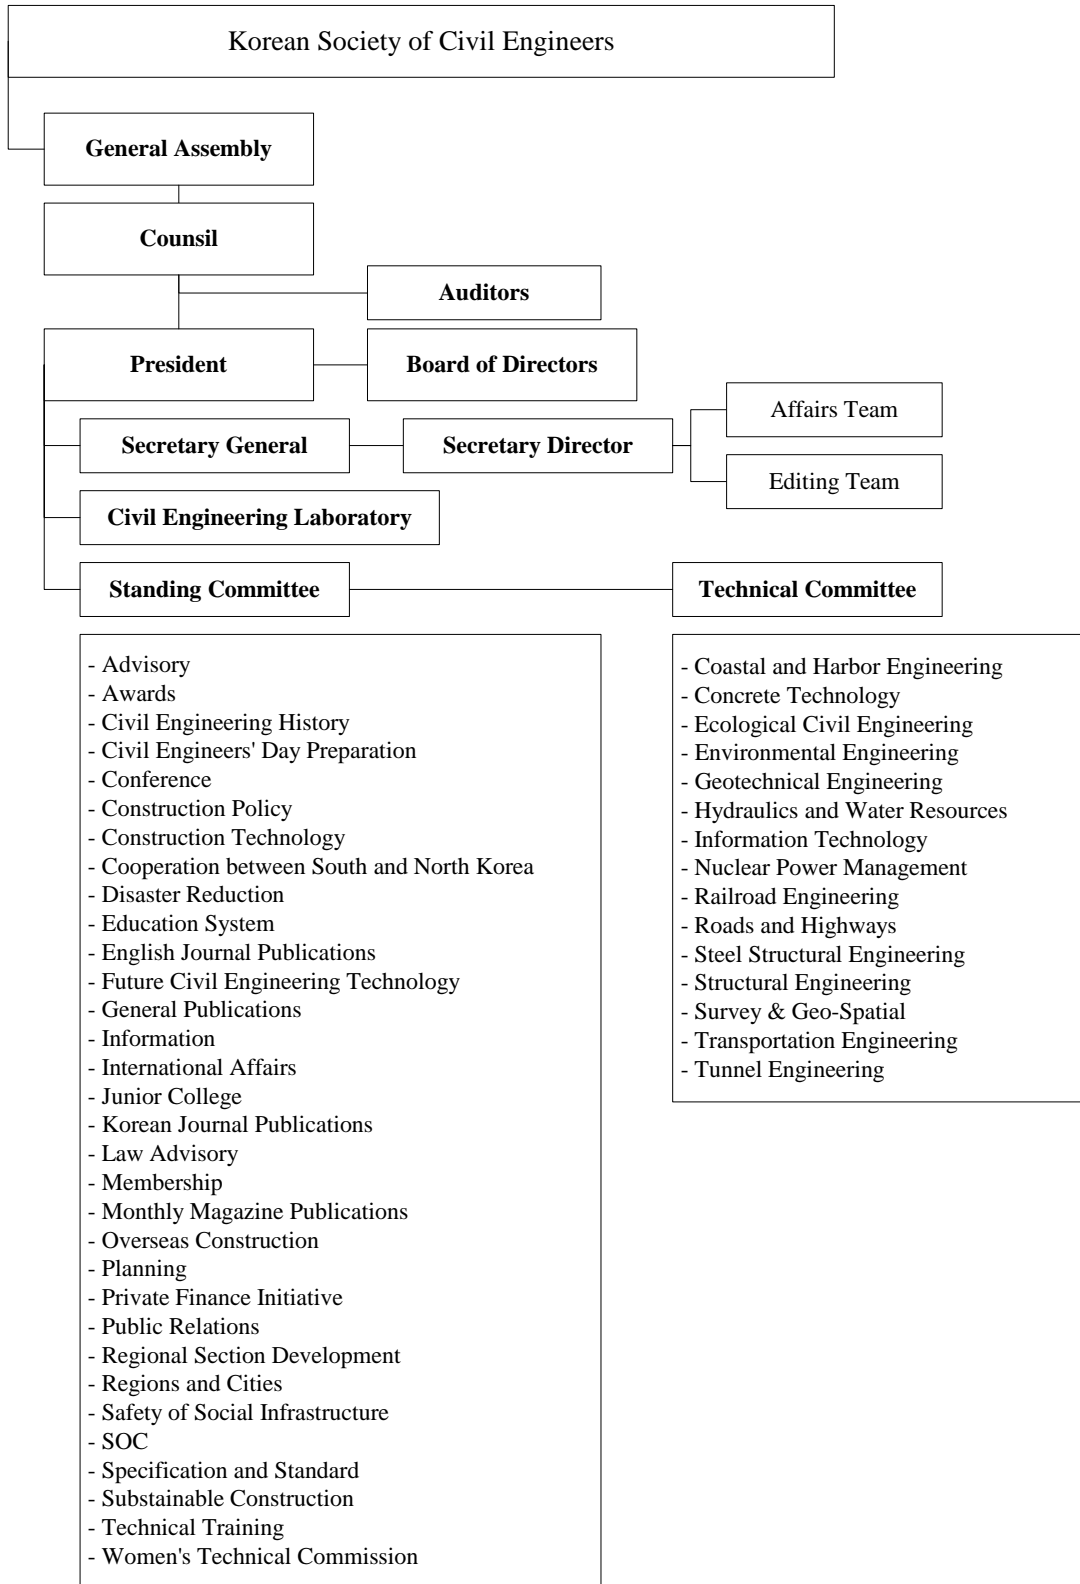 Korean Society of Civil Engineers
General Assembly
Counsil
Auditors
President
Board of Directors
Affairs Team
Secretary General
Secretary Director
Editing Team
Civil Engineering Laboratory
Standing Committee
Technical Committee
- Advisory
- Awards
- Civil Engineering History
- Civil Engineers' Day Preparation
- Conference
- Construction Policy
- Construction Technology
- Cooperation between South and North Korea
- Disaster Reduction
- Education System
- English Journal Publications
- Future Civil Engineering Technology
- General Publications
- Information
- International Affairs
- Junior College
- Korean Journal Publications
- Law Advisory
- Membership
- Monthly Magazine Publications
- Overseas Construction
- Planning
- Private Finance Initiative
- Public Relations
- Regional Section Development
- Regions and Cities
- Safety of Social Infrastructure
- SOC
- Specification and Standard
- Substainable Construction
- Technical Training
- Women's Technical Commission
- Coastal and Harbor Engineering
- Concrete Technology
- Ecological Civil Engineering
- Environmental Engineering
- Geotechnical Engineering
- Hydraulics and Water Resources
- Information Technology
- Nuclear Power Management
- Railroad Engineering
- Roads and Highways
- Steel Structural Engineering
- Structural Engineering
- Survey & Geo-Spatial
- Transportation Engineering
- Tunnel Engineering